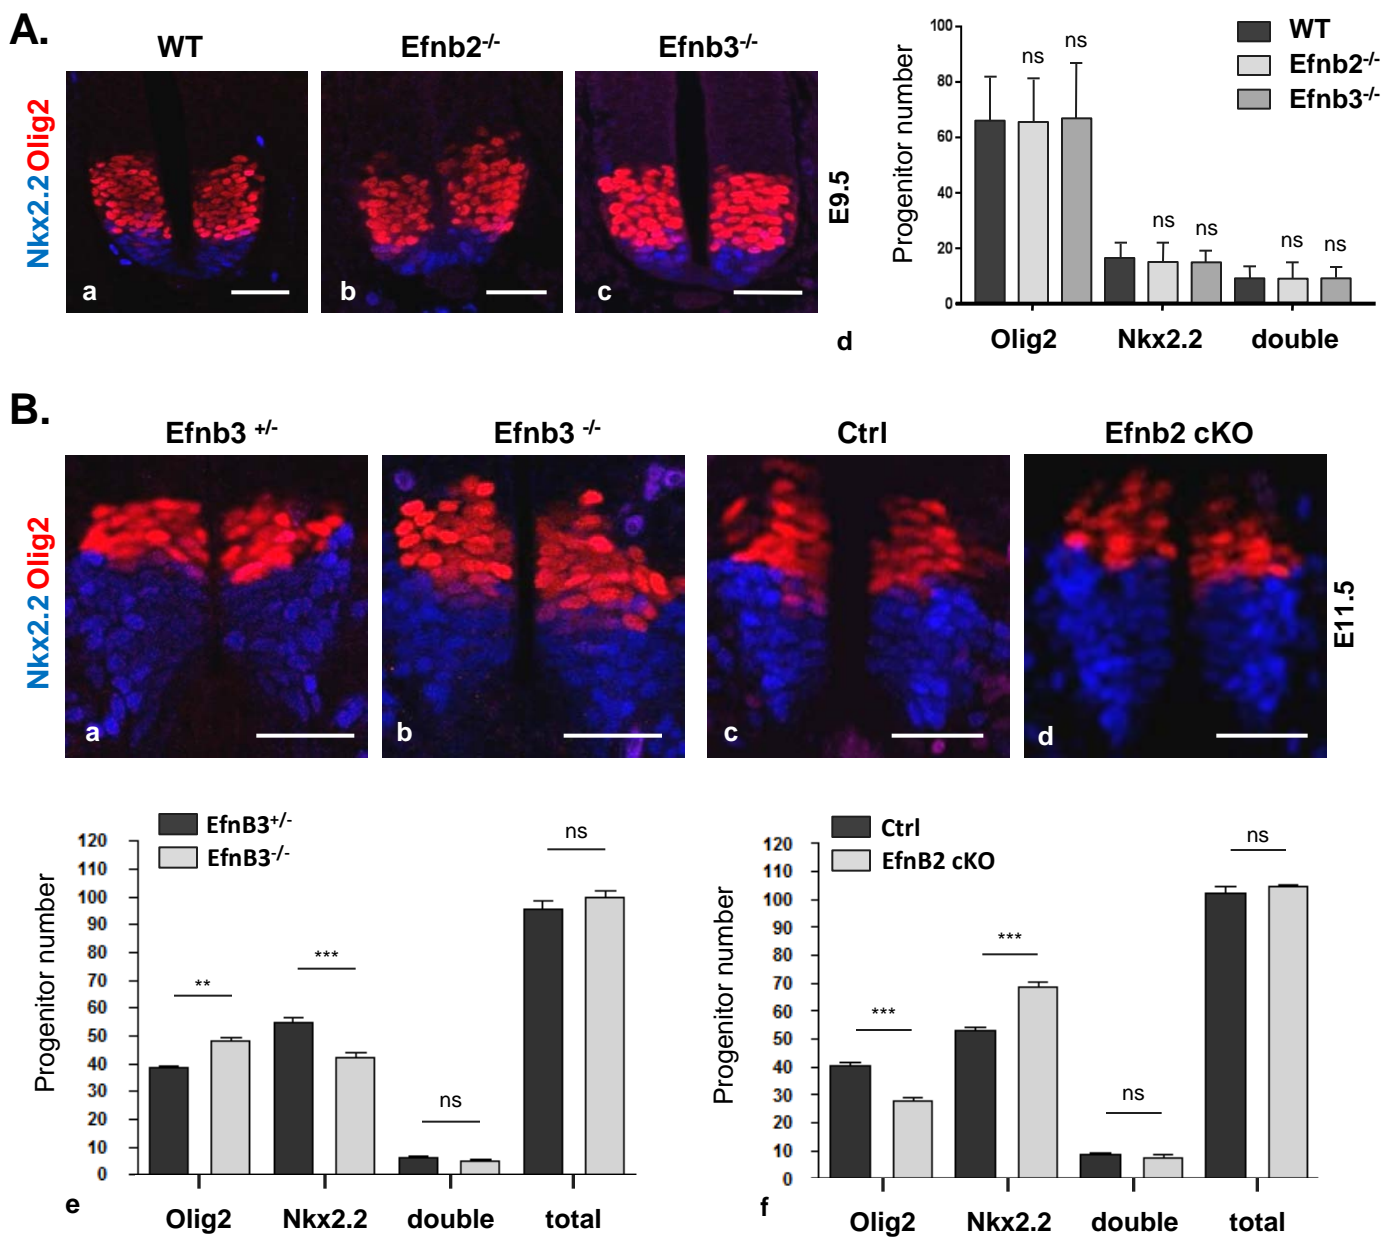 A.
WT
Efnb2-/-
Efnb3-/-
Nkx2.2 Olig2
a
b
c
E9.5
Progenitor number
100
80
60
40
20
0
ns
ns
ns
ns
ns
ns
WT
Efnb2-/-
Efnb3-/-
Olig2
Nkx2.2
double
d
B.
Efnb3 +/-
Efnb3 -/-
Ctrl
Efnb2 cKO
Nkx2.2 Olig2
a
b
c
d
E11.5
EfnB3+/-
EfnB3-/-
Progenitor number
120
110
100
90
80
70
60
50
40
30
20
10
0
**
***
ns
ns
Olig2
Nkx2.2
double
total
e
Ctrl
EfnB2 cKO
Progenitor number
120
110
100
90
80
70
60
50
40
30
20
10
0
***
***
ns
ns
Olig2
Nkx2.2
double
total
f